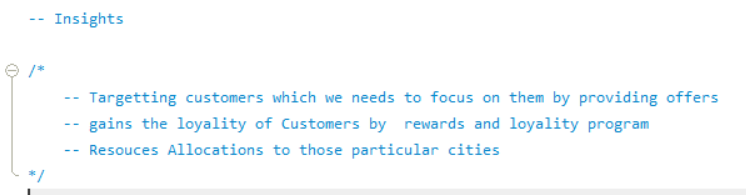 -- Insights
/*
-- Targetting customers which we needs to focus on them by providing offers
-- gains the loyality of Customers by  rewards and loyality program
-- Resouces Allocations to those particular cities
*/